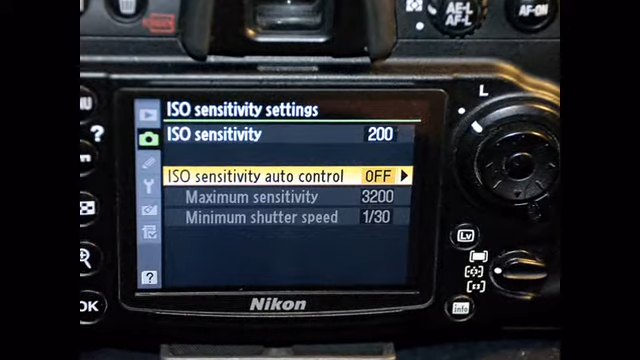 AE-L
AF-L
AF-ON
L
ISO sensitivity settings
ISO sensitivity 200
ISO sensitivity auto control OFF
Maximum sensitivity 3200
Minimum shutter speed 1/30
?
?
Lv
info
OK
Nikon